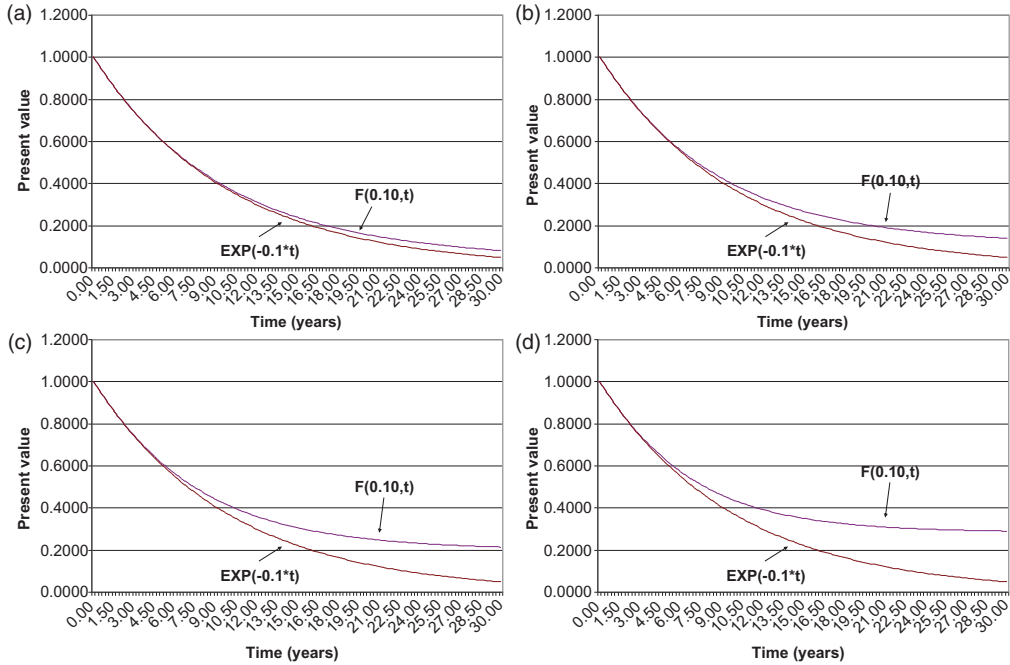 (a)
1.2000
1.0000
0.8000
0.6000
0.4000
0.2000
0.0000
Present value
F(0.10,t)
EXP(-0.1*t)
0.00 1.50 3.00 4.50 6.00 7.50 9.00 10.50 12.00 13.50 15.00 16.50 18.00 19.50 21.00 22.50 24.00 25.50 27.00 28.50 30.00
Time (years)
(b)
1.2000
1.0000
0.8000
0.6000
0.4000
0.2000
0.0000
Present value
F(0.10,t)
EXP(-0.1*t)
0.00 1.50 3.00 4.50 6.00 7.50 9.00 10.50 12.00 13.50 15.00 16.50 18.00 19.50 21.00 22.50 24.00 25.50 27.00 28.50 30.00
Time (years)
(c)
1.2000
1.0000
0.8000
0.6000
0.4000
0.2000
0.0000
Present value
F(0.10,t)
EXP(-0.1*t)
0.00 1.50 3.00 4.50 6.00 7.50 9.00 10.50 12.00 13.50 15.00 16.50 18.00 19.50 21.00 22.50 24.00 25.50 27.00 28.50 30.00
Time (years)
(d)
1.2000
1.0000
0.8000
0.6000
0.4000
0.2000
0.0000
Present value
F(0.10,t)
EXP(-0.1*t)
0.00 1.50 3.00 4.50 6.00 7.50 9.00 10.50 12.00 13.50 15.00 16.50 18.00 19.50 21.00 22.50 24.00 25.50 27.00 28.50 30.00
Time (years)